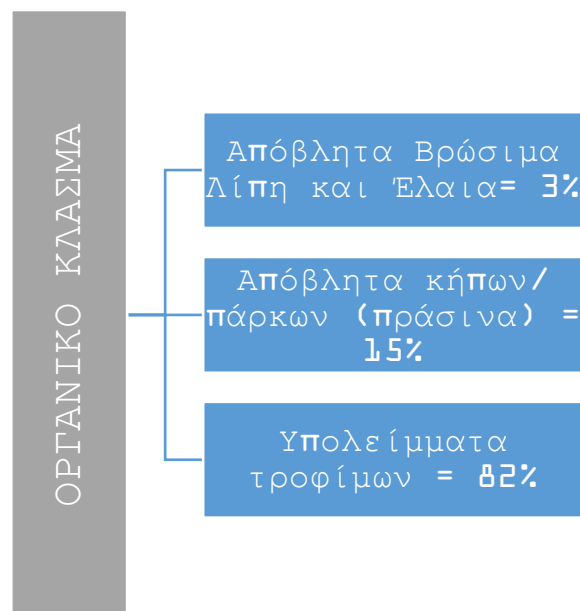 ΟΡΓΑΝΙΚΟ ΚΛΑΣΜΑ
Απόβλητα Βρώσιμα
Λίπη και Έλαια= 3%
Απόβλητα κήπων/
πάρκων (πράσινα) =
15%
Υπολείμματα
τροφίμων = 82%